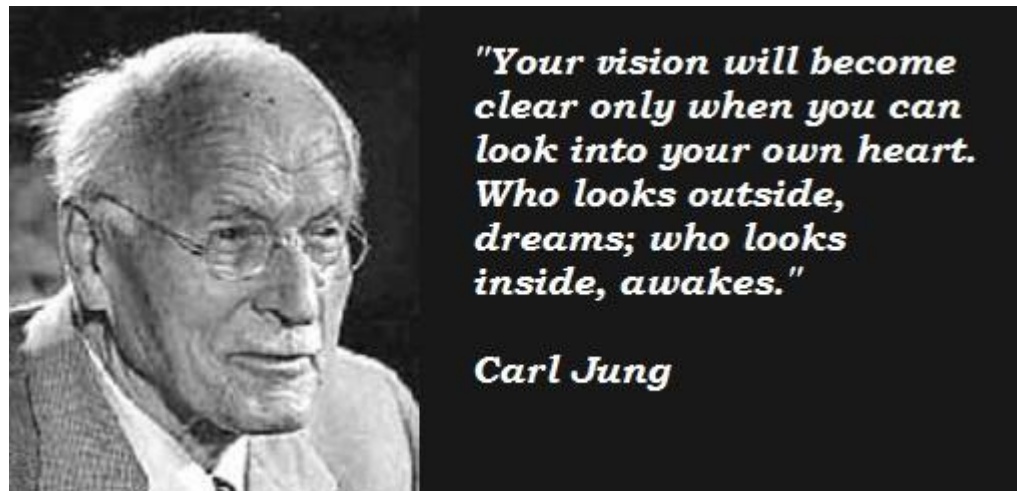 "Your vision will become
clear only when you can
look into your own heart.
Who looks outside,
dreams; who looks
inside, awakes."
Carl Jung